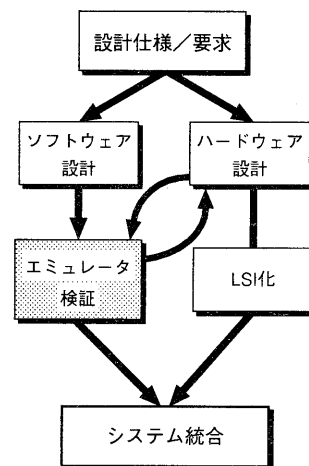 設計仕様／要求
ソフトウェア
設計
ハードウェア
設計
エミュレータ
検証
LSI化
システム統合